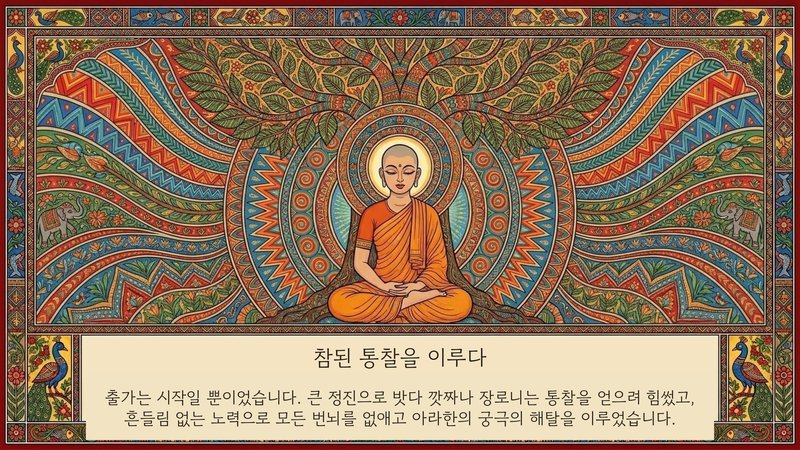 참된 통찰을 이루다
출가는 시작일 뿐이었습니다. 큰 정진으로 밧다 깟짜나 장로니는 통찰을 얻으려 힘썼고,
흔들림 없는 노력으로 모든 번뇌를 없애고 아라한의 궁극의 해탈을 이루었습니다.